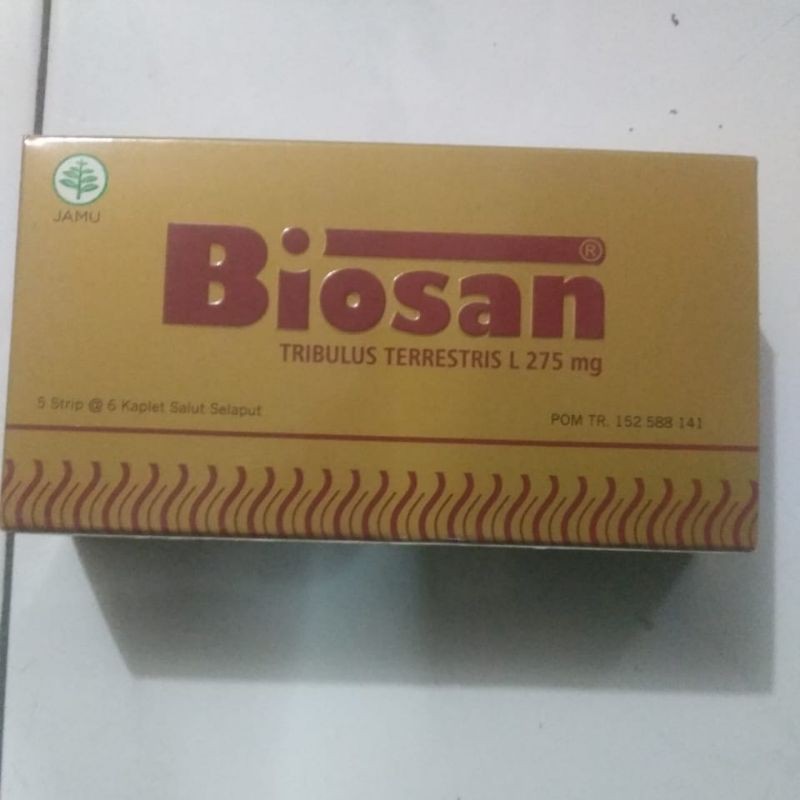 JAMU
Biosan®
TRIBULUS TERRESTRIS L 275 mg
5 Strip @ 6 Kaplet Salut Selaput
POM TR. 152 588 141